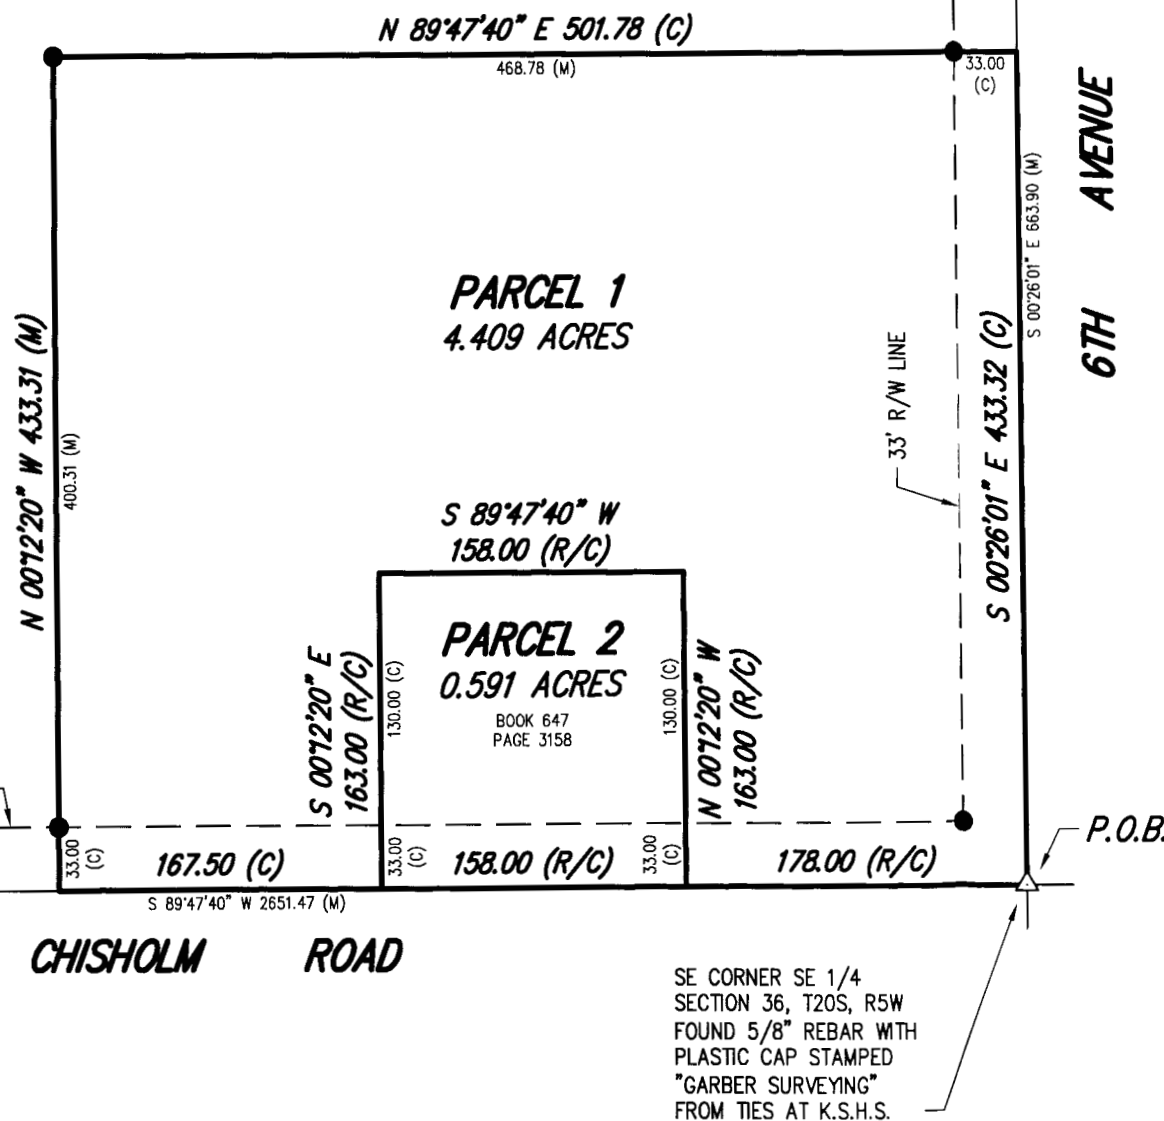 N 89°47'40" E 501.78 (C)
468.78 (M)
33.00
(C)
AVENUE
6TH
S 00°26'01" E 663.90 (M)
PARCEL 1
4.409 ACRES
33' R/W LINE
S 00°26'01" E 433.32 (C)
N 00°12'20" W 433.31 (M)
400.31 (M)
S 89°47'40" W
158.00 (R/C)
PARCEL 2
0.591 ACRES
BOOK 647
PAGE 3158
S 00°12'20" E
163.00 (R/C)
130.00 (C)
130.00 (C)
N 00°12'20" W
163.00 (R/C)
33.00
(C)
167.50 (C)
33.00
(C)
158.00 (R/C)
33.00
(C)
178.00 (R/C)
P.O.B.
S 89°47'40" W 2651.47 (M)
CHISHOLM ROAD
SE CORNER SE 1/4
SECTION 36, T20S, R5W
FOUND 5/8" REBAR WITH
PLASTIC CAP STAMPED
"GARBER SURVEYING"
FROM TIES AT K.S.H.S.